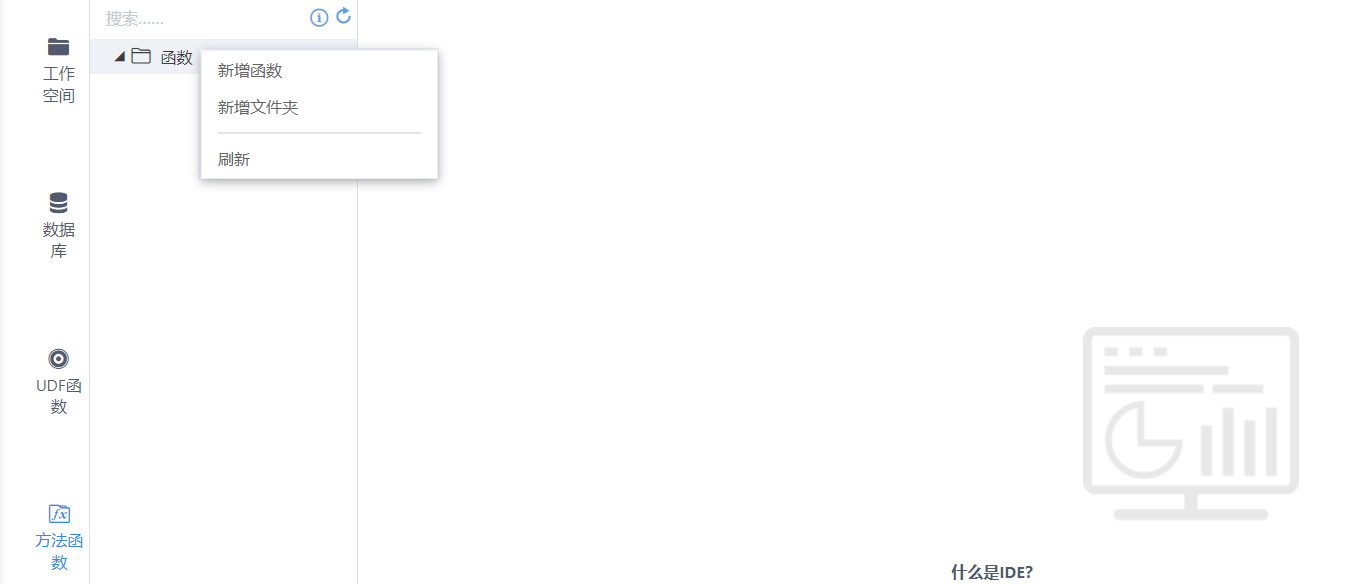 搜索......
函数
新增函数
新增文件夹
刷新
工作
空间
数据
库
UDF函
数
fx
方法函
数
什么是IDE?